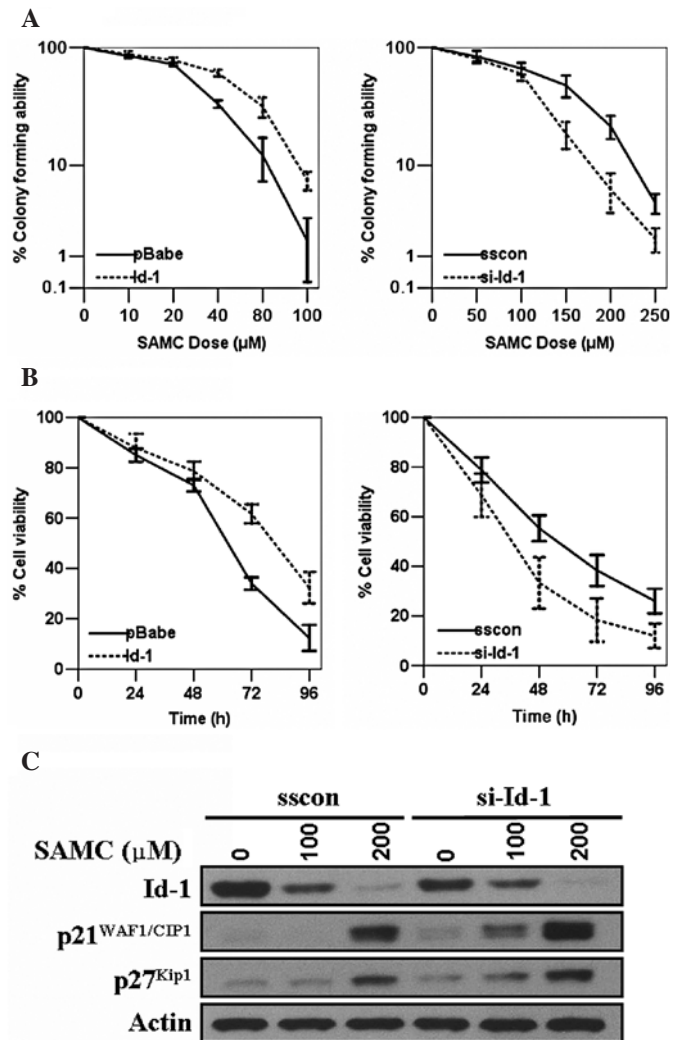 A
% Colony forming ability
100
10
1
0.1
pBabe
Id-1
0 10 20 40 80 100
SAMC Dose (µM)
% Colony forming ability
100
10
1
0.1
sscon
si-Id-1
0 50 100 150 200 250
SAMC Dose (µM)
B
% Cell viability
100
80
60
40
20
0
pBabe
Id-1
0 24 48 72 96
Time (h)
% Cell viability
100
80
60
40
20
0
sscon
si-Id-1
0 24 48 72 96
Time (h)
C
sscon si-Id-1
SAMC (µM) 0 100 200 0 100 200
Id-1
p21WAF1/CIP1
p27Kip1
Actin